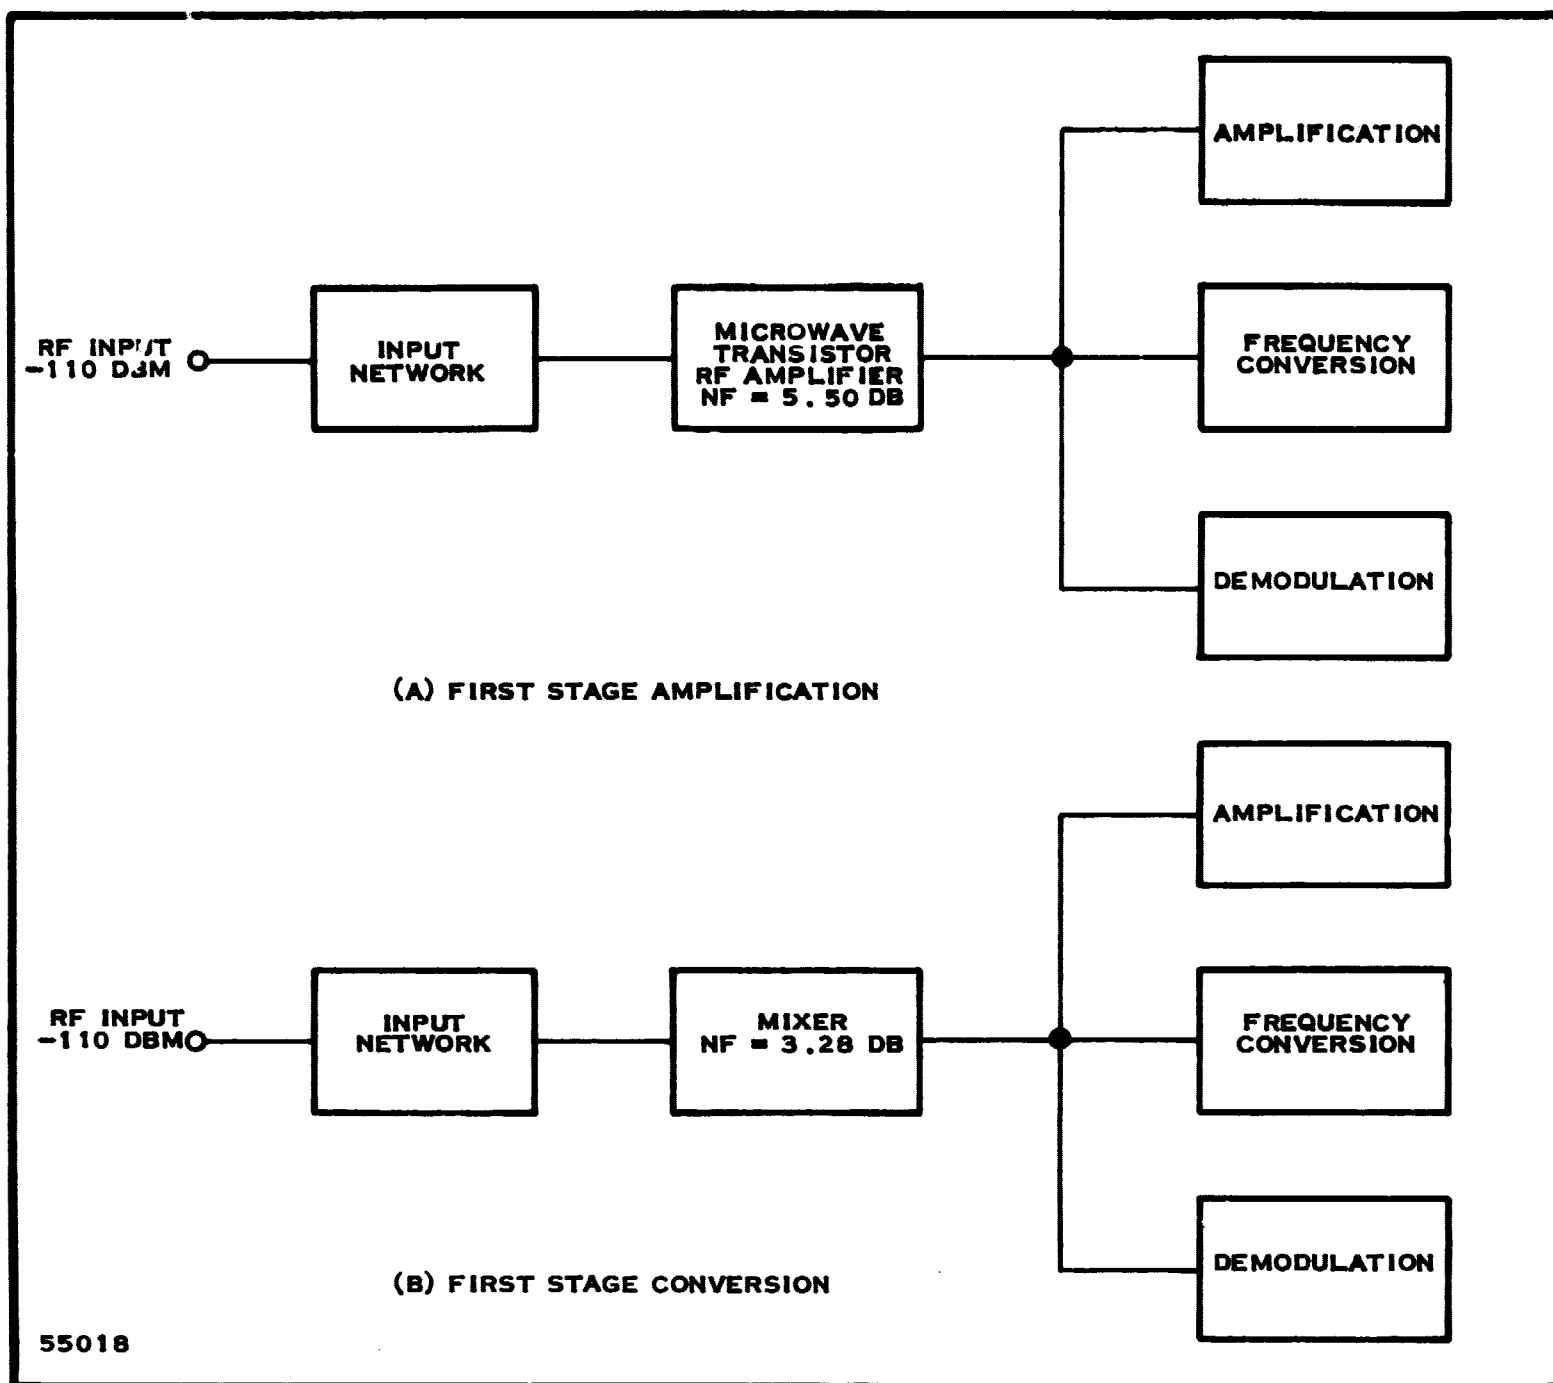 AMPLIFICATION
RF INPUT
-110 DBM
INPUT
NETWORK
MICROWAVE
TRANSISTOR
RF AMPLIFIER
NF = 5.50 DB
FREQUENCY
CONVERSION
DEMODULATION
(A) FIRST STAGE AMPLIFICATION
AMPLIFICATION
RF INPUT
-110 DBM
INPUT
NETWORK
MIXER
NF = 3.28 DB
FREQUENCY
CONVERSION
DEMODULATION
(B) FIRST STAGE CONVERSION
55018